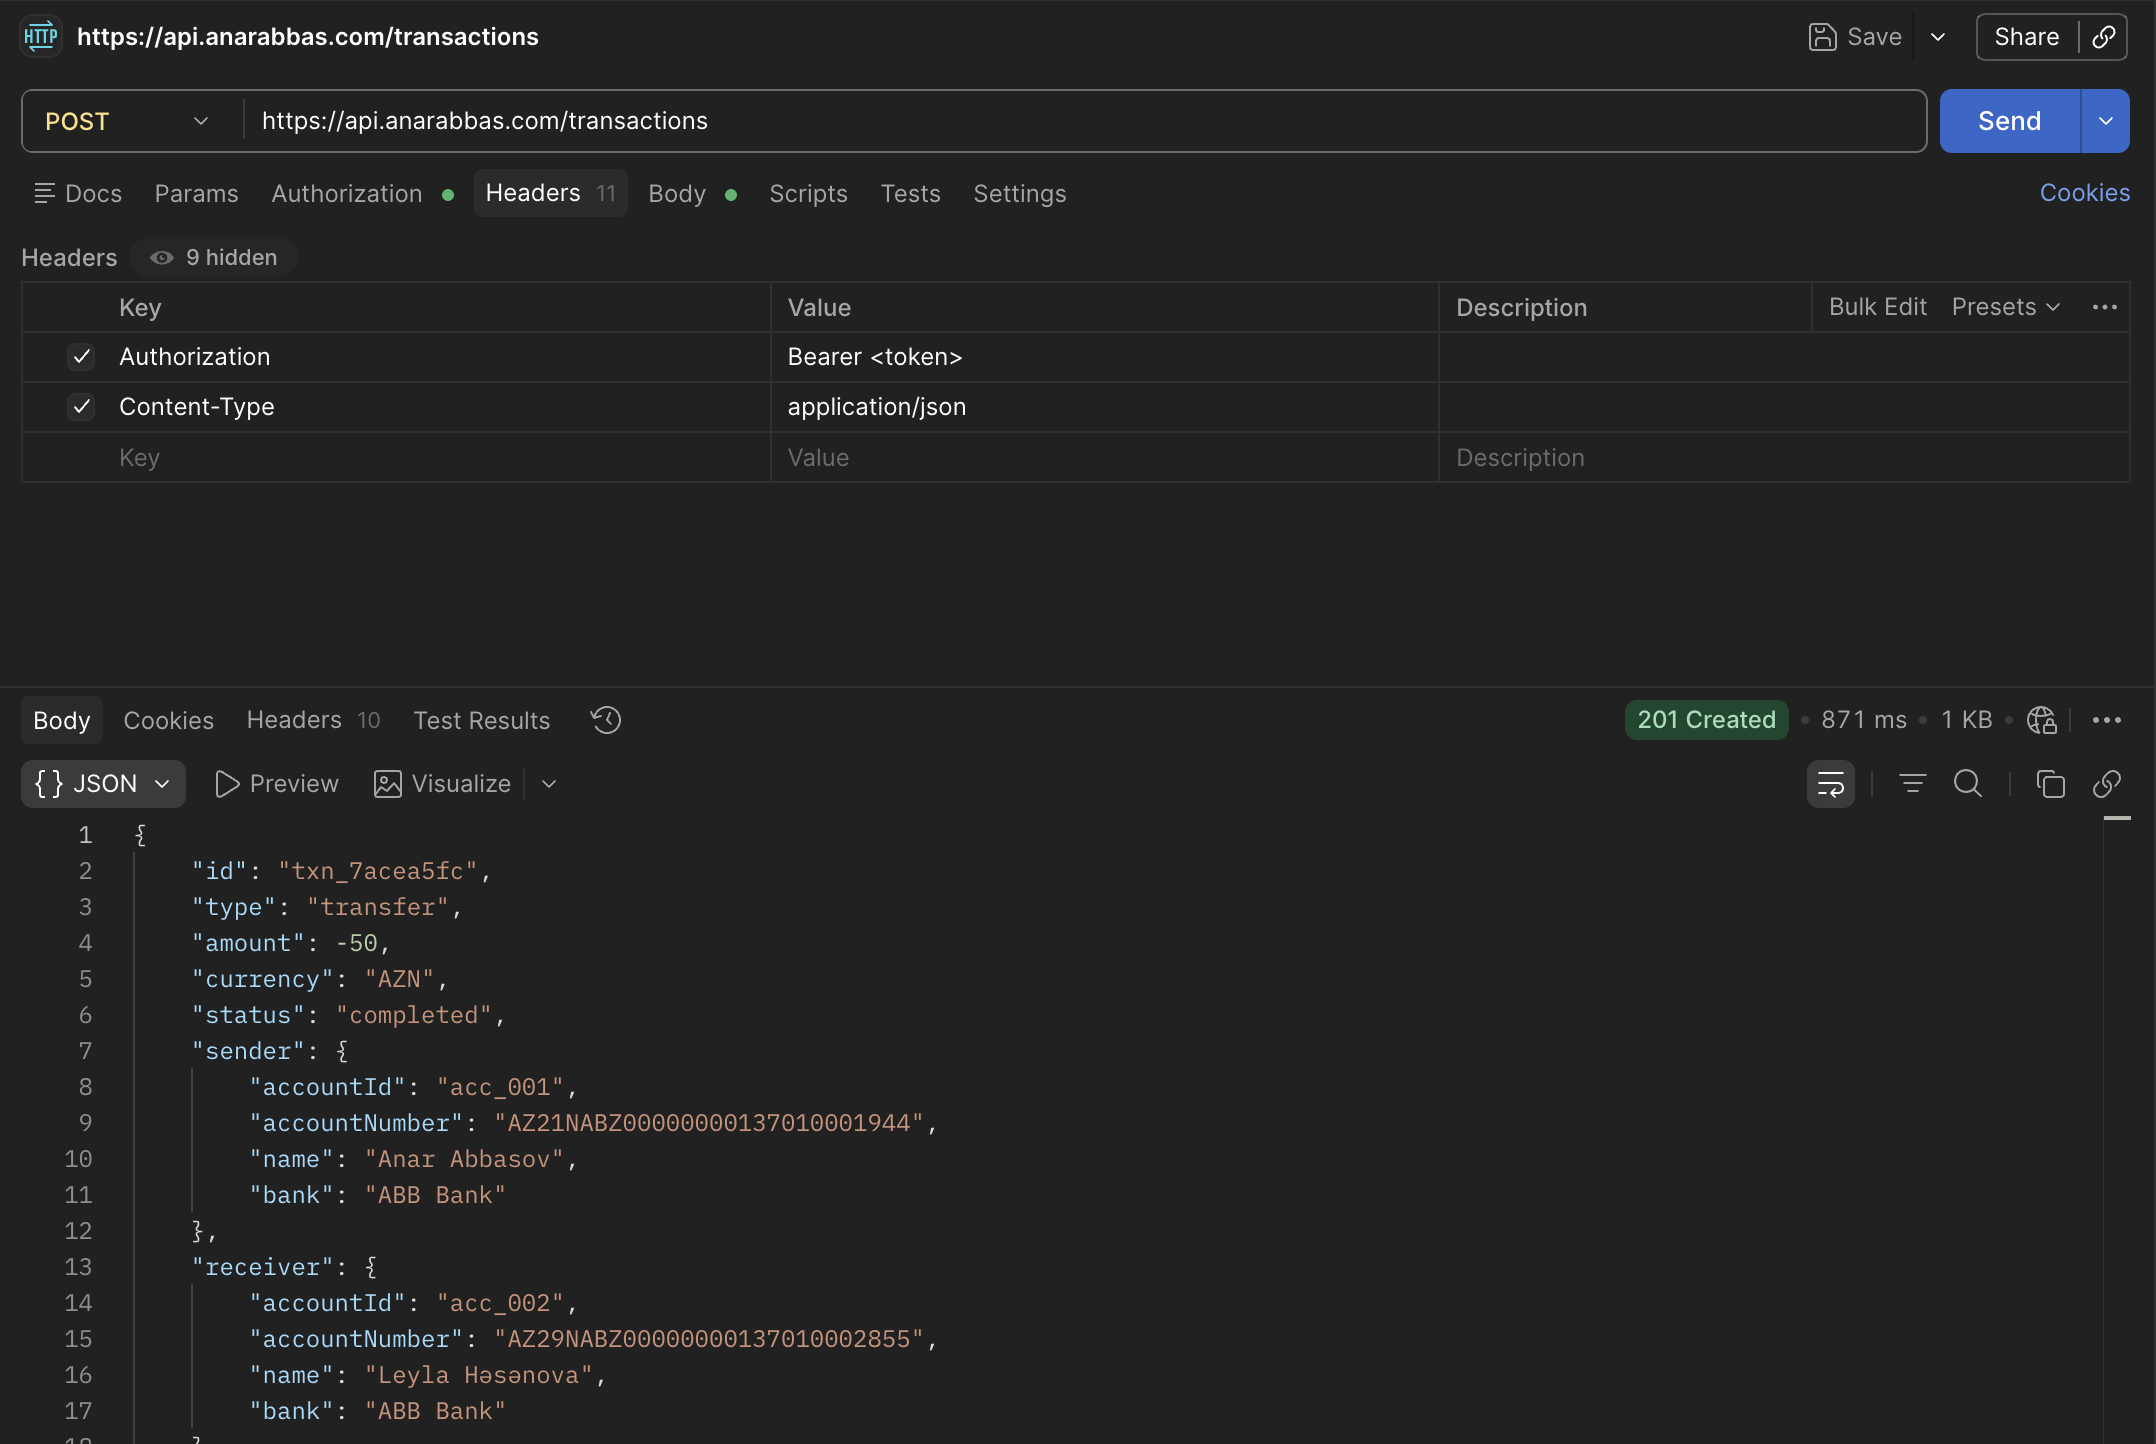 HTTP https://api.anarabbas.com/transactions Save Share
POST https://api.anarabbas.com/transactions Send
Docs Params Authorization Headers 11 Body Scripts Tests Settings Cookies
Headers 9 hidden
Key Value Description Bulk Edit Presets
Authorization Bearer <token>
Content-Type application/json
Key Value Description
Body Cookies Headers 10 Test Results 201 Created • 871 ms • 1 KB •
{} JSON Preview Visualize
1 {
2 "id": "txn_7acea5fc",
3 "type": "transfer",
4 "amount": -50,
5 "currency": "AZN",
6 "status": "completed",
7 "sender": {
8 "accountId": "acc_001",
9 "accountNumber": "AZ21NABZ00000000137010001944",
10 "name": "Anar Abbasov",
11 "bank": "ABB Bank"
12 },
13 "receiver": {
14 "accountId": "acc_002",
15 "accountNumber": "AZ29NABZ00000000137010002855",
16 "name": "Leyla Həsənova",
17 "bank": "ABB Bank"